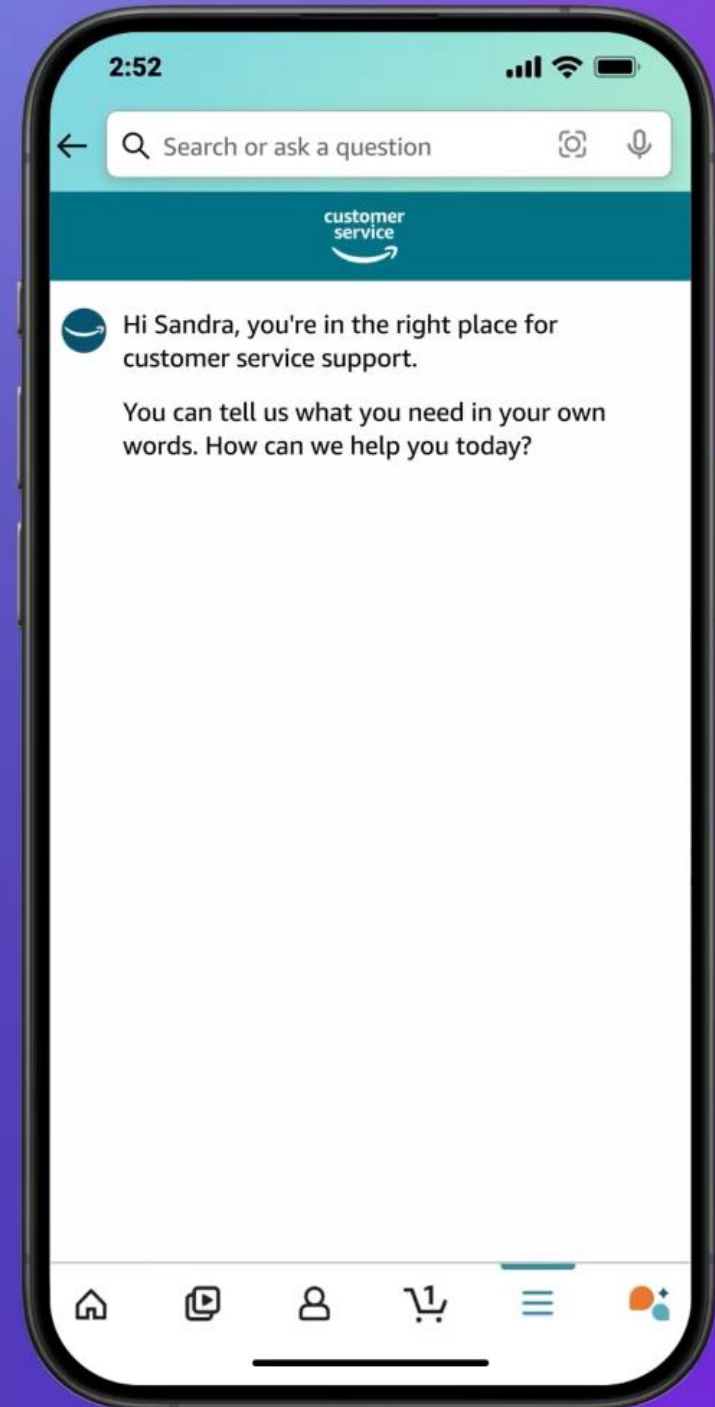 2:52
Search or ask a question
customer
service
Hi Sandra, you're in the right place for
customer service support.
You can tell us what you need in your own
words. How can we help you today?
1